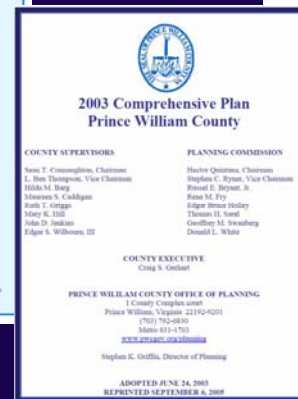 2003 Comprehensive Plan
Prince William County
COUNTY SUPERVISORS
Sean T. Connaughton, Chairman
L. Ben Thompson, Vice Chairman
Hilda M. Barg
Maureen S. Caddigan
Ruth T. Griggs
Mary K. Hill
John D. Jenkins
Edgar S. Wilbourn, III
PLANNING COMMISSION
Hector Quintana, Chairman
Stephen C. Ryner, Vice Chairman
Russel E. Bryant, Jr.
Rene M. Fry
Edgar Bruce Holley
Thomas H.
Geoffrey M. Swanberg
Donald L. White
COUNTY EXECUTIVE
Craig S. Gerhart
PRINCE WILLIAM COUNTY OFFICE OF PLANNING
1 County Complex court
Prince William, Virginia 22192-9201
(703) 792-6830
Metro 631-1703
www.pwcgov.org/planning
Stephen K. Griffin, Director of Planning
ADOPTED JUNE 24, 2003
REPRINTED SEPTEMBER 6, 2005